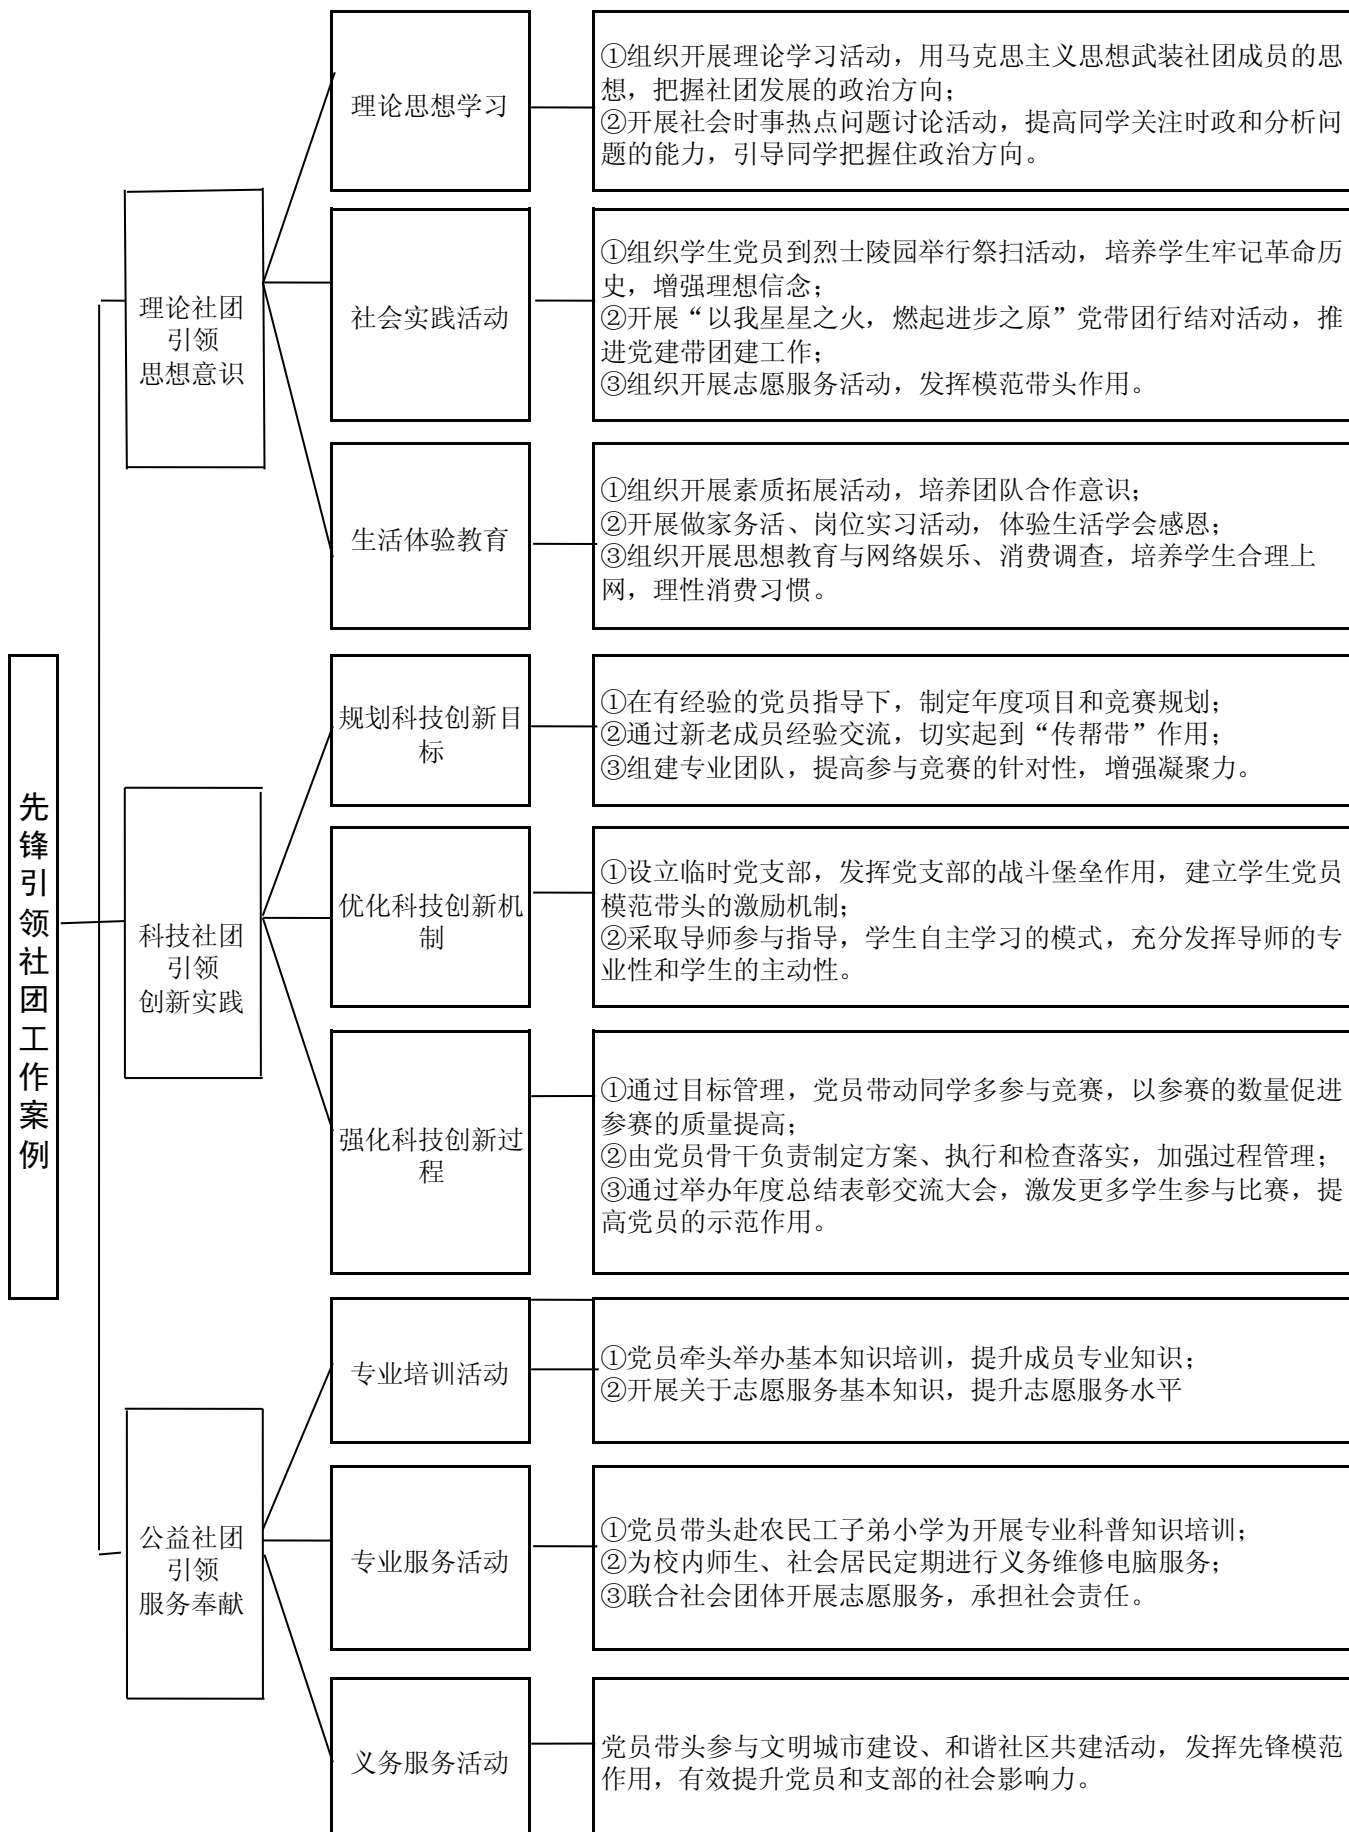 先锋引领社团工作案例
理论社团
引领
思想意识
理论思想学习
①组织开展理论学习活动，用马克思主义思想武装社团成员的思
想，把握社团发展的政治方向；
②开展社会时事热点问题讨论活动，提高同学关注时政和分析问
题的能力，引导同学把握住政治方向。
社会实践活动
①组织学生党员到烈士陵园举行祭扫活动，培养学生牢记革命历
史，增强理想信念；
②开展“以我星星之火，燃起进步之原”党带团行结对活动，推
进党建带团建工作；
③组织开展志愿服务活动，发挥模范带头作用。
生活体验教育
①组织开展素质拓展活动，培养团队合作意识；
②开展做家务活、岗位实习活动，体验生活学会感恩；
③组织开展思想教育与网络娱乐、消费调查，培养学生合理上
网，理性消费习惯。
科技社团
引领
创新实践
规划科技创新目
标
①在有经验的党员指导下，制定年度项目和竞赛规划；
②通过新老成员经验交流，切实起到“传帮带”作用；
③组建专业团队，提高参与竞赛的针对性，增强凝聚力。
优化科技创新机
制
①设立临时党支部，发挥党支部的战斗堡垒作用，建立学生党员
模范带头的激励机制；
②采取导师参与指导，学生自主学习的模式，充分发挥导师的专
业性和学生的主动性。
强化科技创新过
程
①通过目标管理，党员带动同学多参与竞赛，以参赛的数量促进
参赛的质量提高；
②由党员骨干负责制定方案、执行和检查落实，加强过程管理；
③通过举办年度总结表彰交流大会，激发更多学生参与比赛，提
高党员的示范作用。
公益社团
引领
服务奉献
专业培训活动
①党员牵头举办基本知识培训，提升成员专业知识；
②开展关于志愿服务基本知识，提升志愿服务水平
专业服务活动
①党员带头赴农民工子弟小学为开展专业科普知识培训；
②为校内师生、社会居民定期进行义务维修电脑服务；
③联合社会团体开展志愿服务，承担社会责任。
义务服务活动
党员带头参与文明城市建设、和谐社区共建活动，发挥先锋模范
作用，有效提升党员和支部的社会影响力。